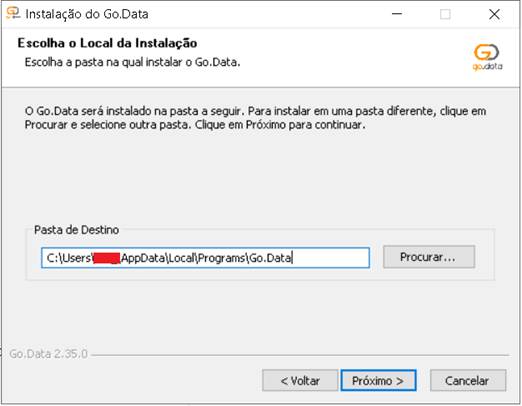 Instalação do Go.Data
Escolha o Local da Instalação
Escolha a pasta na qual instalar o Go.Data.
go.data
O Go.Data será instalado na pasta a seguir. Para instalar em uma pasta diferente, clique em
Procurar e selecione outra pasta. Clique em Próximo para continuar.
Pasta de Destino
C:\Users\ \AppData\Local\Programs\Go.Data
Procurar...
Go.Data 2.35.0
< Voltar
Próximo >
Cancelar